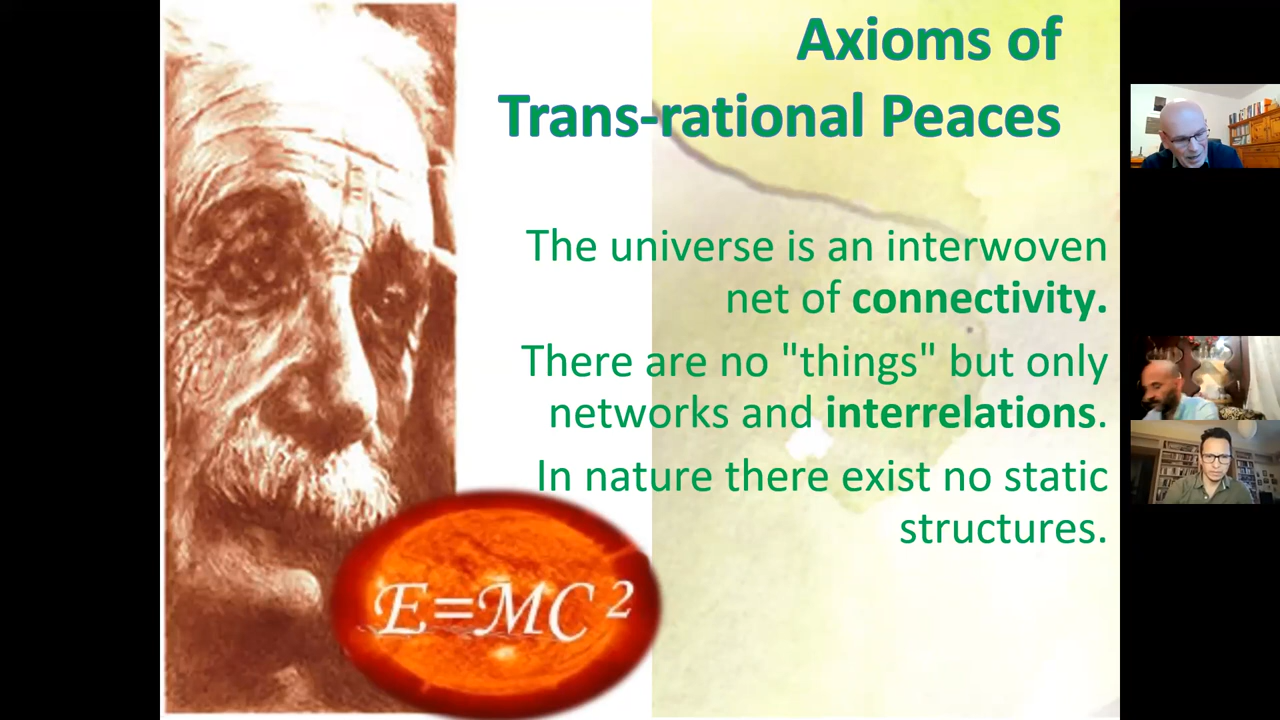 Axioms of
Trans-rational Peaces
The universe is an interwoven
net of connectivity.
There are no "things" but only
networks and interrelations.
In nature there exist no static
structures.
E=MC²